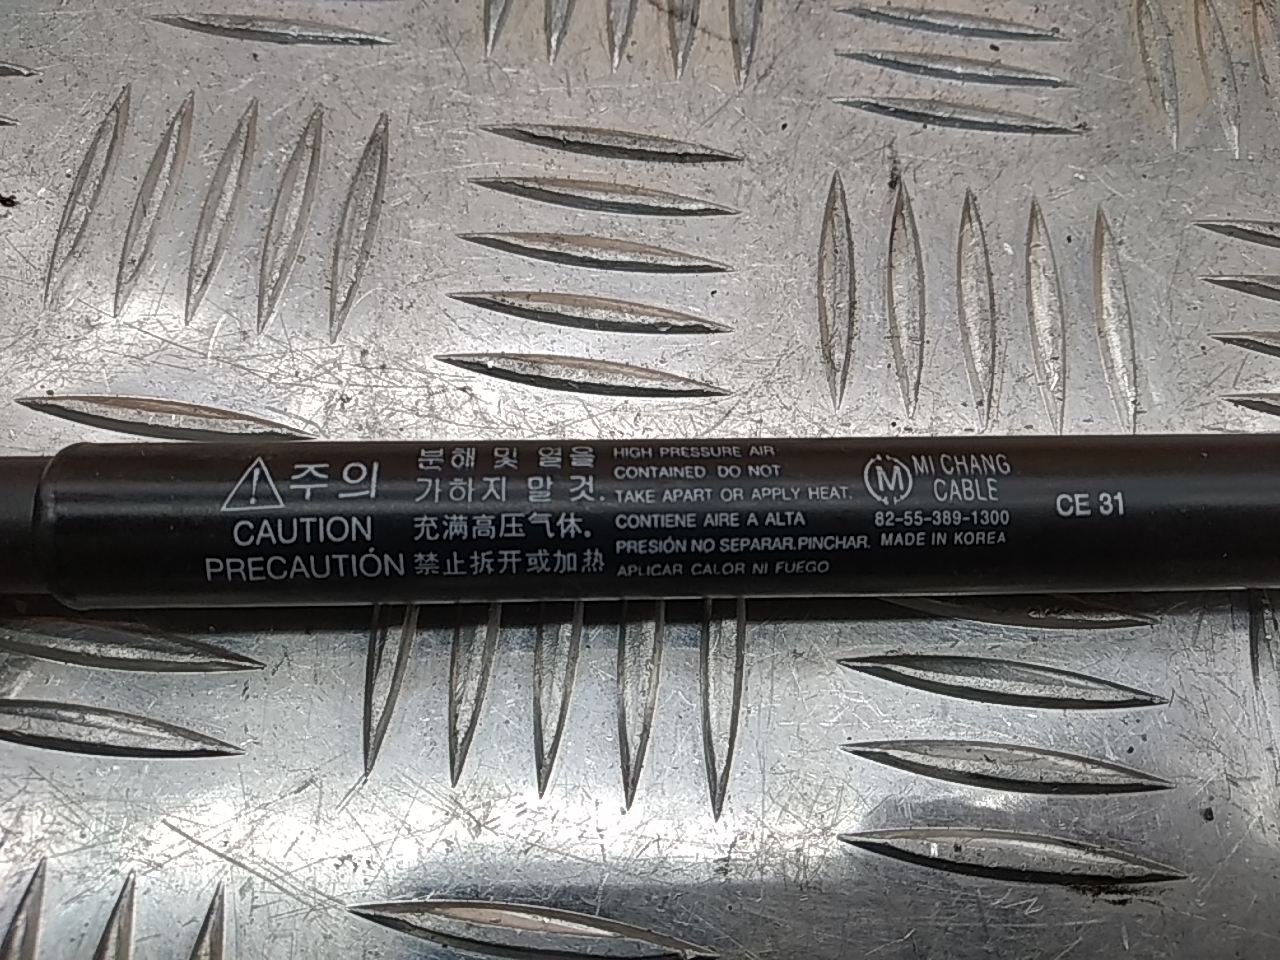 주의
CAUTION
PRECAUCIÓN
분해 및 열을
가하지 말 것.
充满高压气体。
禁止拆开或加热
HIGH PRESSURE AIR
CONTAINED DO NOT
TAKE APART OR APPLY HEAT.
CONTIENE AIRE A ALTA
PRESIÓN NO SEPARAR.PINCHAR.
APLICAR CALOR NI FUEGO
M MI CHANG
CABLE
82-55-389-1300
MADE IN KOREA
CE 31